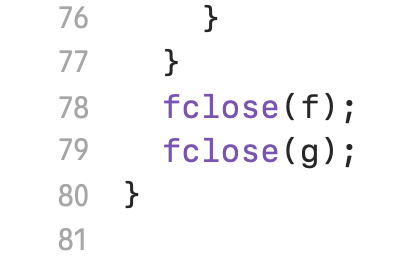 76         }
77     }
78     fclose(f);
79     fclose(g);
80 }
81